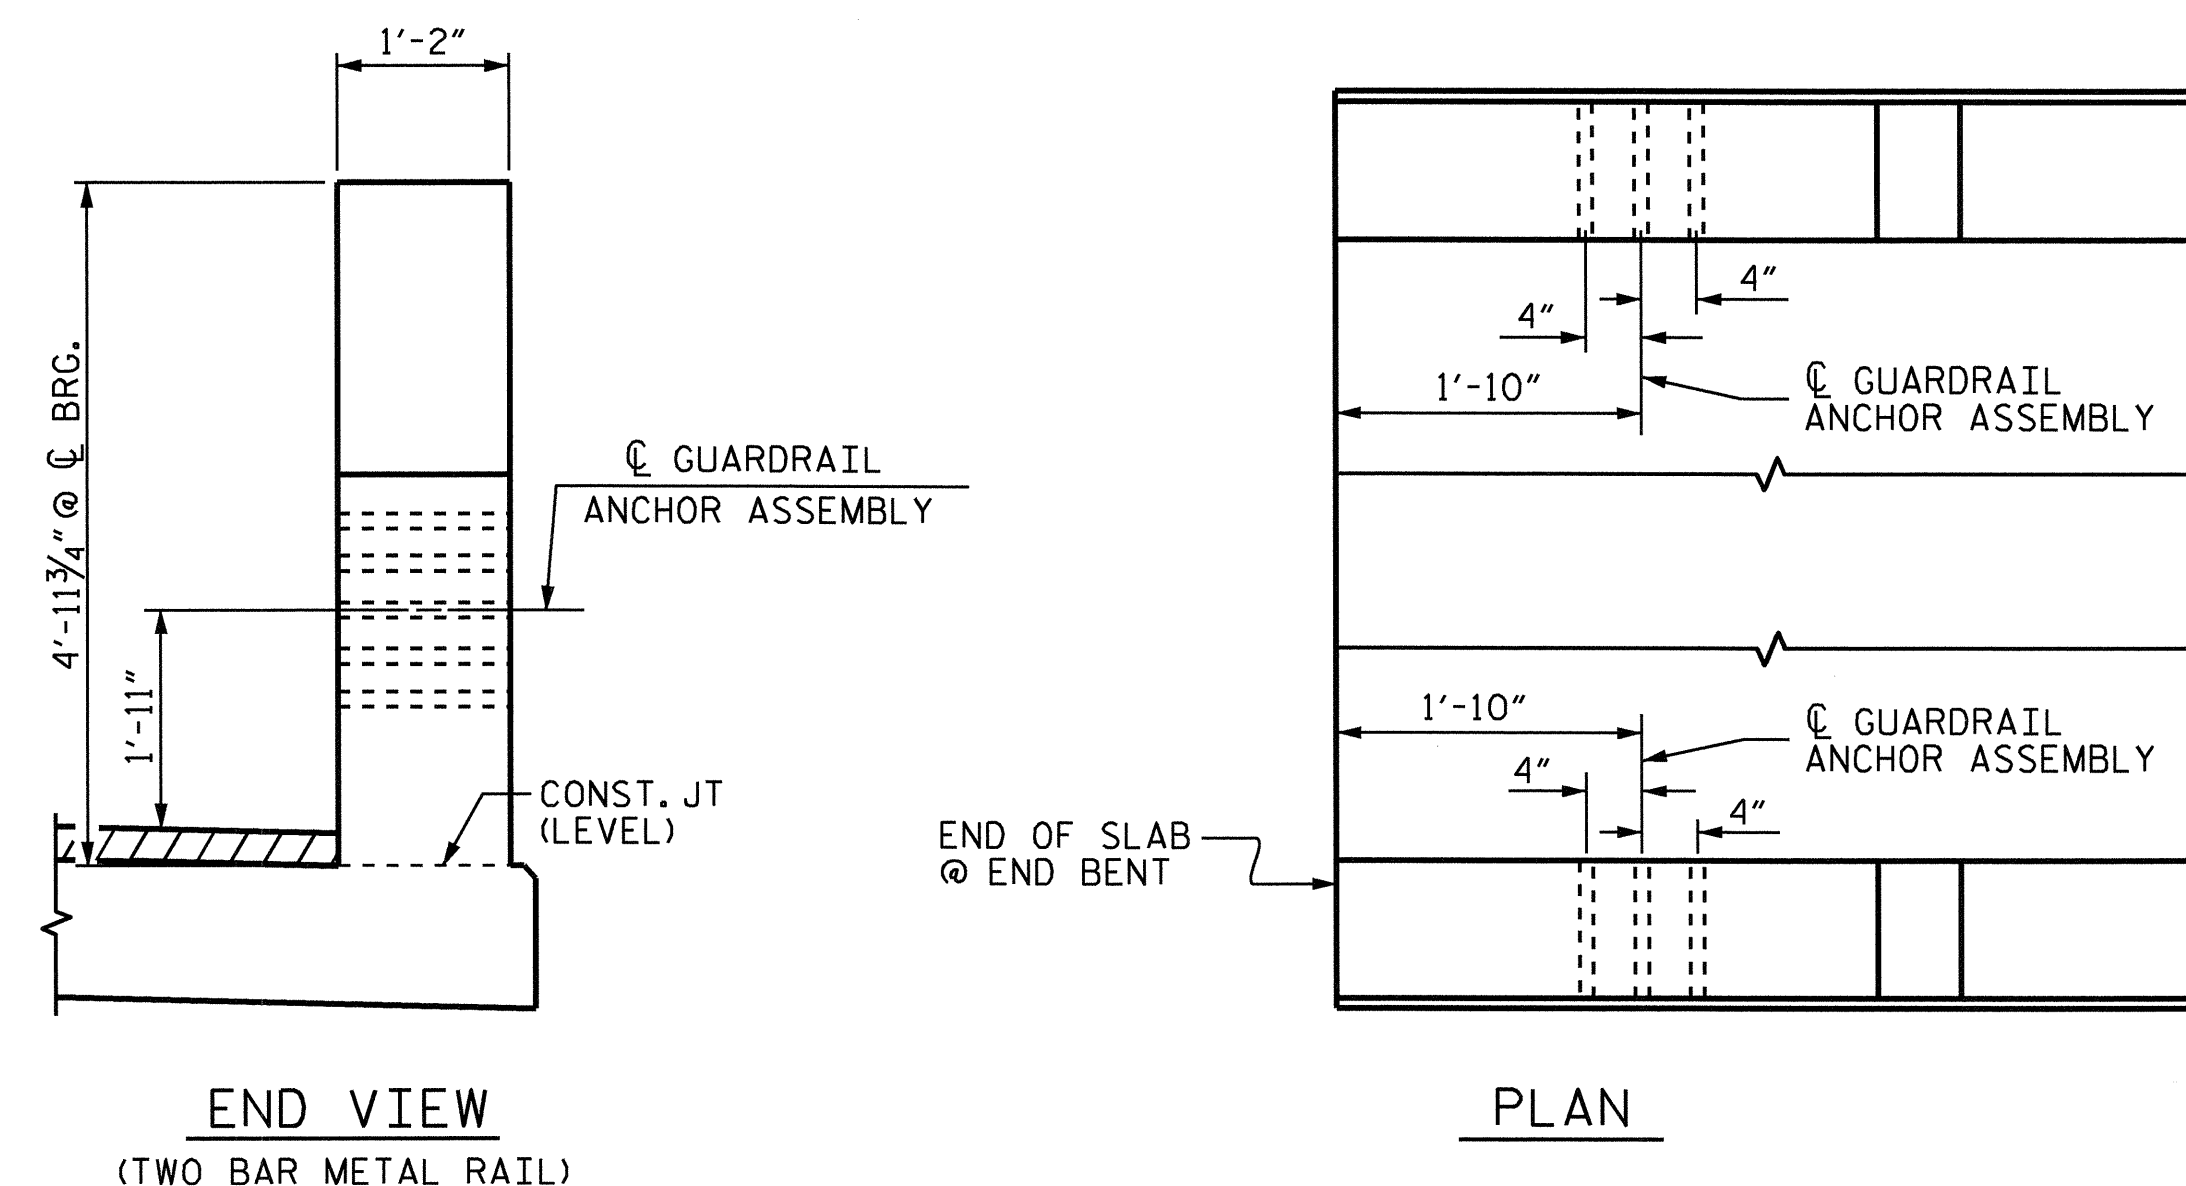 1'-2"
4'-11¾" @ ℄ BRG.
1'-11"
℄ GUARDRAIL
ANCHOR ASSEMBLY
CONST. JT
(LEVEL)
END VIEW
(TWO BAR METAL RAIL)
4"
4"
1'-10"
℄ GUARDRAIL
ANCHOR ASSEMBLY
1'-10"
℄ GUARDRAIL
ANCHOR ASSEMBLY
4"
4"
END OF SLAB
@ END BENT
PLAN